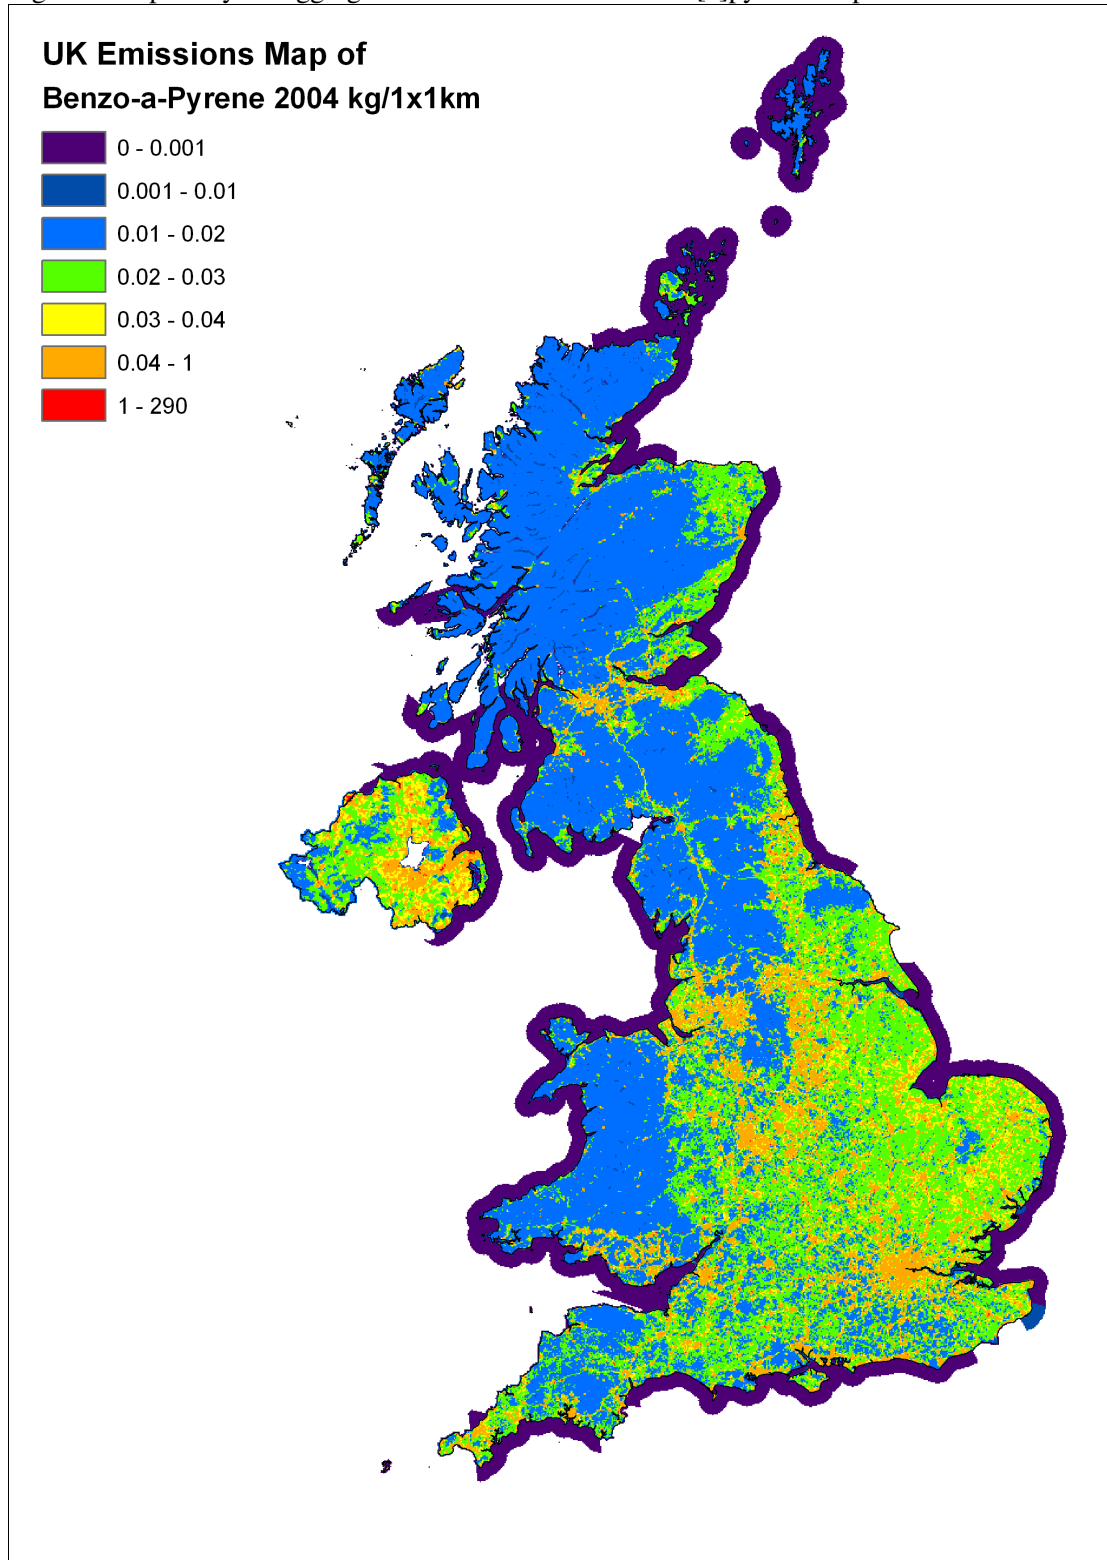 UK Emissions Map of
Benzo-a-Pyrene 2004 kg/1x1km
0 - 0.001
0.001 - 0.01
0.01 - 0.02
0.02 - 0.03
0.03 - 0.04
0.04 - 1
1 - 290